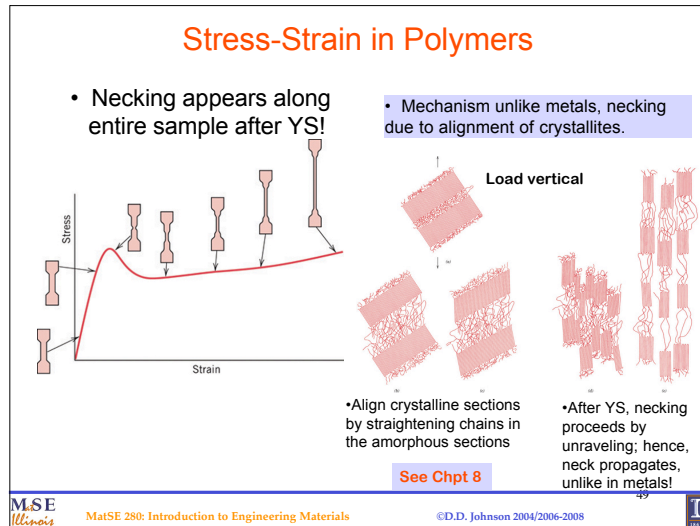 Stress-Strain in Polymers
• Necking appears along
entire sample after YS!
• Mechanism unlike metals, necking
due to alignment of crystallites.
Load vertical
Stress
Strain
•Align crystalline sections
by straightening chains in
the amorphous sections
•After YS, necking
proceeds by
unraveling; hence,
neck propagates,
unlike in metals!
See Chpt 8
49
Illinois
MatSE 280: Introduction to Engineering Materials
©D.D. Johnson 2004/2006-2008